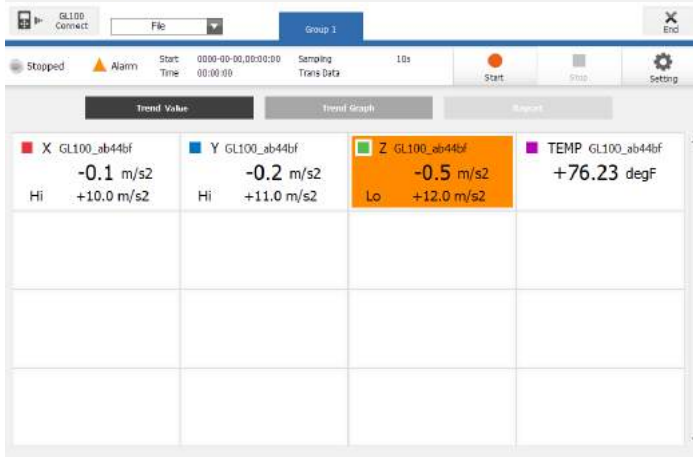 GL100
Connect
File
Group 1
End
Stopped
Alarm
Start
Time
0000-00-00,00:00:00
00:00:00
Sampling
Trans Data
10s
Start
Stop
Setting
Trend Value
Trend Graph
Report
X GL100_ab44bf
-0.1 m/s2
Hi +10.0 m/s2
Y GL100_ab44bf
-0.2 m/s2
Hi +11.0 m/s2
Z GL100_ab44bf
-0.5 m/s2
Lo +12.0 m/s2
TEMP GL100_ab44bf
+76.23 degF